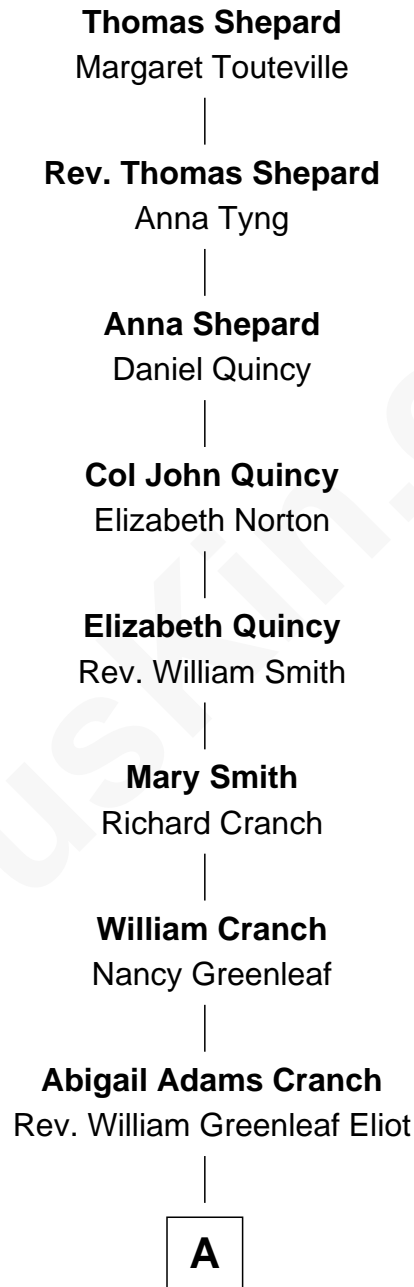 Thomas Shepard
Margaret Touteville
Rev. Thomas Shepard
Anna Tyng
Anna Shepard
Daniel Quincy
Col John Quincy
Elizabeth Norton
Elizabeth Quincy
Rev. William Smith
Mary Smith
Richard Cranch
William Cranch
Nancy Greenleaf
Abigail Adams Cranch
Rev. William Greenleaf Eliot
A